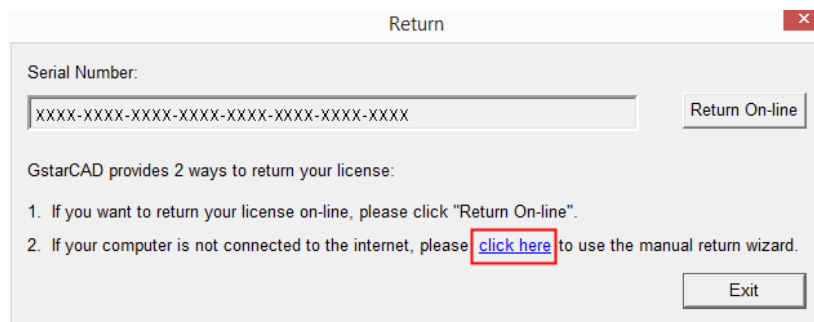 Return
Serial Number:
XXXX-XXXX-XXXX-XXXX-XXXX-XXXX-XXXX-XXXX
Return On-line
GstarCAD provides 2 ways to return your license:
1. If you want to return your license on-line, please click "Return On-line".
2. If your computer is not connected to the internet, please click here to use the manual return wizard.
Exit